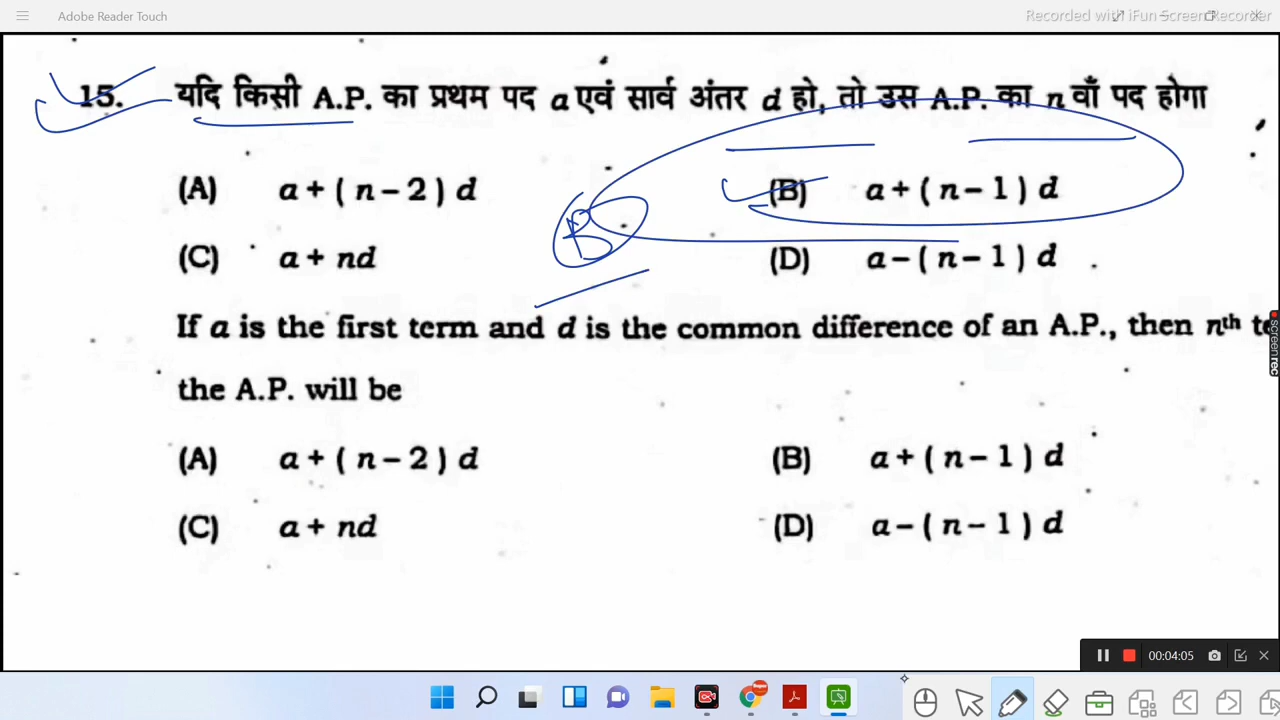 Adobe Reader Touch
Recorded with iFun Screen Recorder
15. यदि किसी A.P. का प्रथम पद a एवं सार्व अंतर d हो, तो उस A.P. का n वाँ पद होगा
(A) a + ( n – 2 ) d (B) a + ( n – 1 ) d
B
(C) a + nd (D) a – ( n – 1 ) d
If a is the first term and d is the common difference of an A.P., then nth
the A.P. will be
(A) a + ( n – 2 ) d (B) a + ( n – 1 ) d
(C) a + nd (D) a – ( n – 1 ) d
screenrec
00:04:05